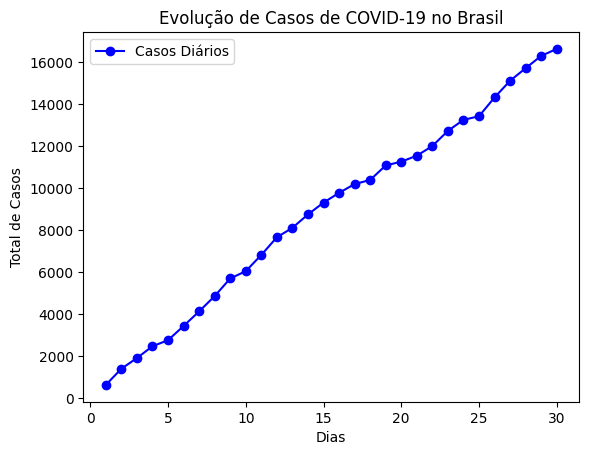 Evolução de Casos de COVID-19 no Brasil
Casos Diários
Total de Casos
16000
14000
12000
10000
8000
6000
4000
2000
0
0 5 10 15 20 25 30
Dias